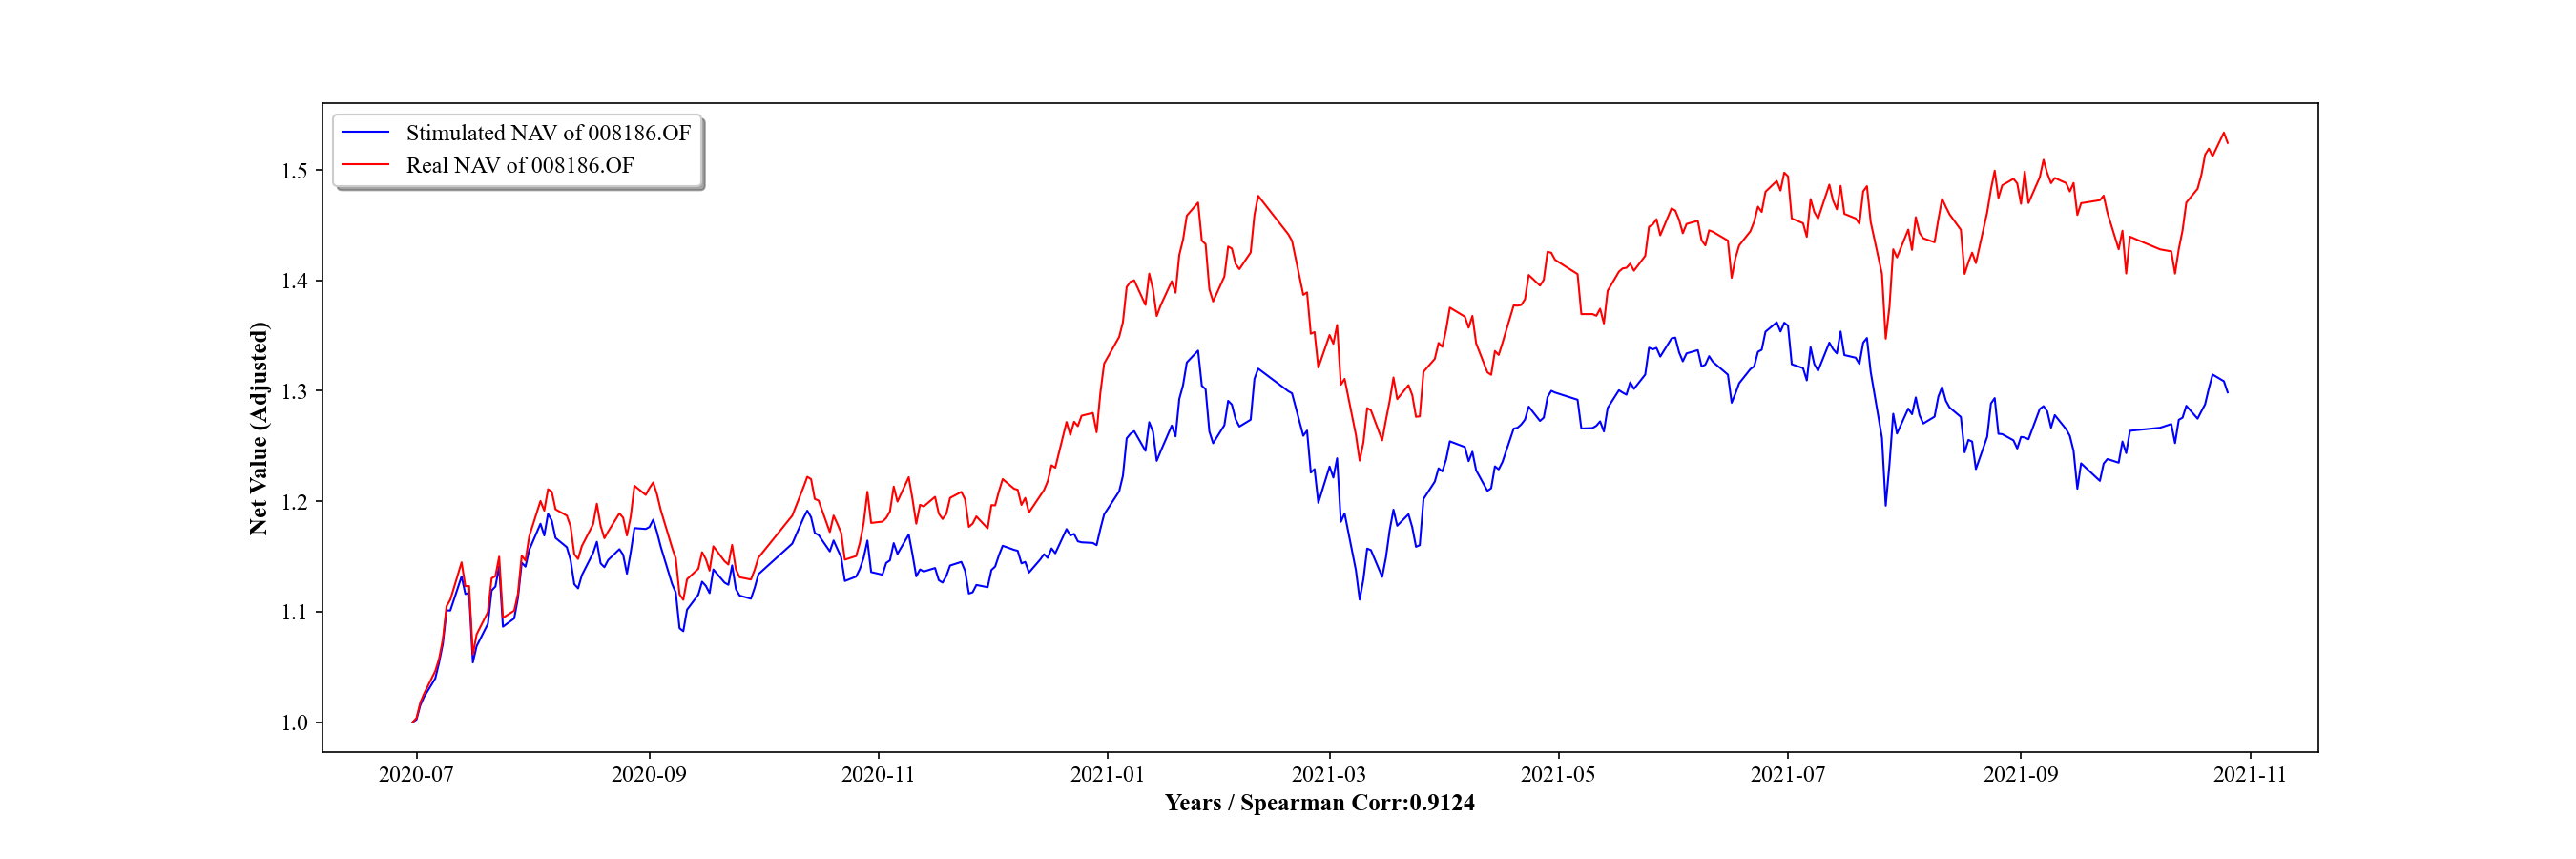 Stimulated NAV of 008186.OF
Real NAV of 008186.OF
Net Value (Adjusted)
1.5
1.4
1.3
1.2
1.1
1.0
2020-07 2020-09 2020-11 2021-01 2021-03 2021-05 2021-07 2021-09 2021-11
Years / Spearman Corr:0.9124